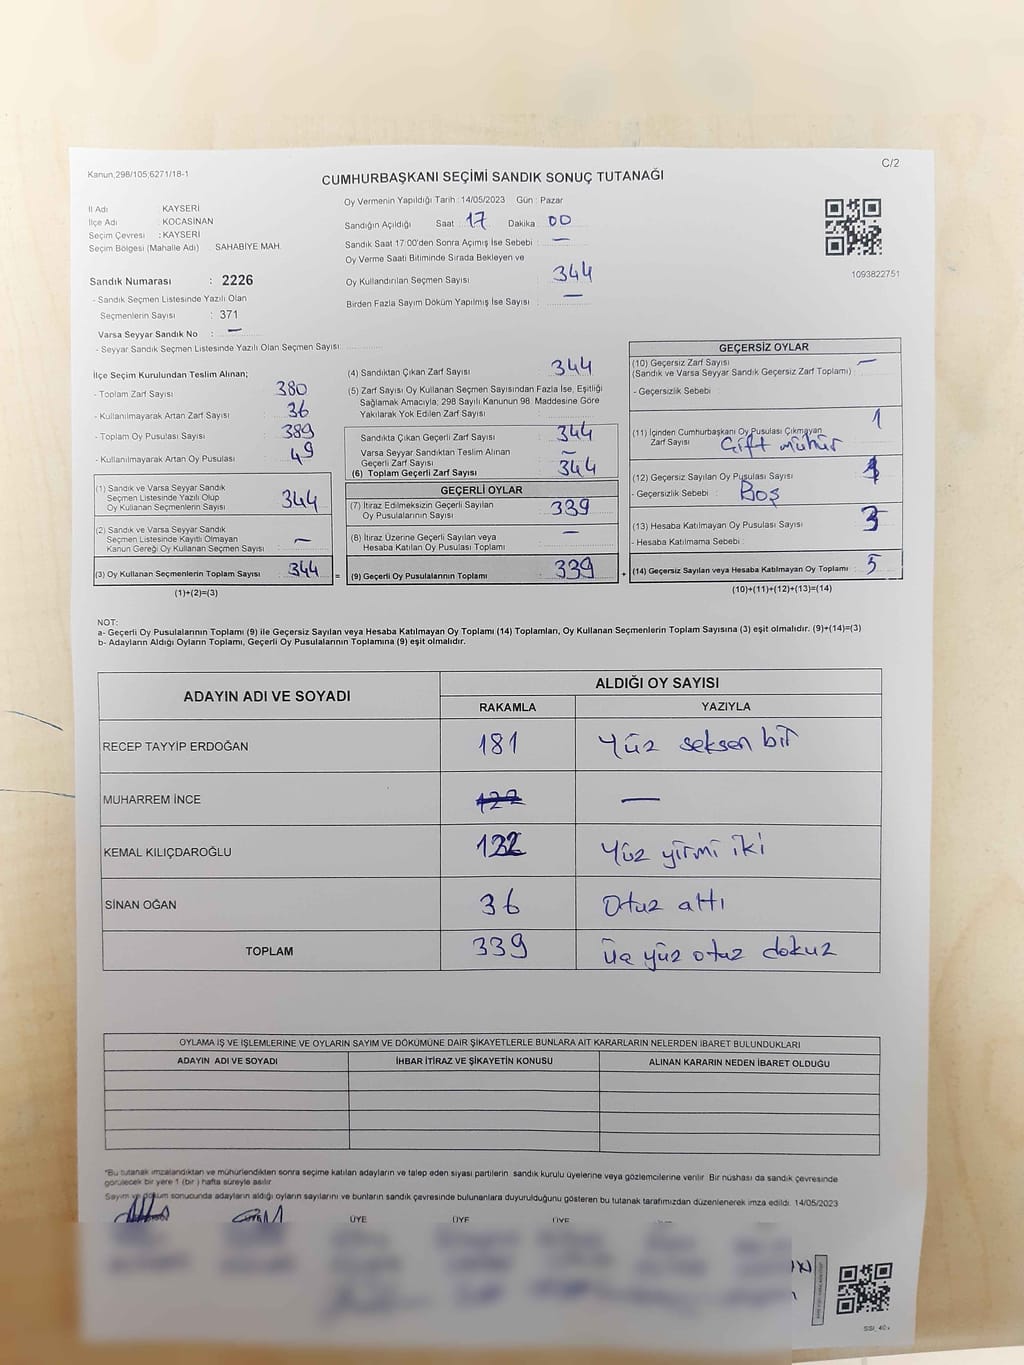 Kanun,298/105;6271/18-1
C/2
CUMHURBAŞKANI SEÇİMİ SANDIK SONUÇ TUTANAĞI
İl Adı KAYSERİ
İlçe Adı : KOCASİNAN
Seçim Çevresi : KAYSERİ
Seçim Bölgesi (Mahalle Adı) . SAHABİYE MAH.
Oy Vermenin Yapıldığı Tarih : 14/05/2023 Gün : Pazar
Sandığın Açıldığı Saat : 17 Dakika : 00
Sandık Saat 17:00'den Sonra Açımış İse Sebebi : —
Oy Verme Saati Bitiminde Sırada Bekleyen ve
Oy Kullandırılan Seçmen Sayısı 344
Birden Fazla Sayım Döküm Yapılmış İse Sayısı : —
1093822751
Sandık Numarası : 2226
- Sandık Seçmen Listesinde Yazılı Olan
Seçmenlerin Sayısı : 371
Varsa Seyyar Sandık No : —
- Seyyar Sandık Seçmen Listesinde Yazılı Olan Seçmen Sayısı:
İlçe Seçim Kurulundan Teslim Alınan;
- Toplam Zarf Sayısı : 380
- Kullanılmayarak Artan Zarf Sayısı : 36
- Toplam Oy Pusulası Sayısı : 389
- Kullanılmayarak Artan Oy Pusulası : 49
(1) Sandık ve Varsa Seyyar Sandık
Seçmen Listesinde Yazılı Olup
Oy Kullanan Seçmenlerin Sayısı 344
(2) Sandık ve Varsa Seyyar Sandık
Seçmen Listesinde Kayıtlı Olmayan
Kanun Gereği Oy Kullanan Seçmen Sayısı : —
(3) Oy Kullanan Seçmenlerin Toplam Sayısı : 344
(1)+(2)=(3)
(4) Sandıktan Çıkan Zarf Sayısı : 344
(5) Zarf Sayısı Oy Kullanan Seçmen Sayısından Fazla İse, Eşitliği
Sağlamak Amacıyla; 298 Sayılı Kanunun 98. Maddesine Göre
Yakılarak Yok Edilen Zarf Sayısı :
Sandıkta Çıkan Geçerli Zarf Sayısı : 344
Varsa Seyyar Sandıktan Teslim Alınan
Geçerli Zarf Sayısı : —
(6) Toplam Geçerli Zarf Sayısı : 344
GEÇERLİ OYLAR
(7) İtiraz Edilmeksizin Geçerli Sayılan
Oy Pusulalarının Sayısı : 339
(8) İtiraz Üzerine Geçerli Sayılan veya
Hesaba Katılan Oy Pusulası Toplamı : —
= (9) Geçerli Oy Pusulalarının Toplamı : 339 +
GEÇERSİZ OYLAR
(10) Geçersiz Zarf Sayısı
(Sandık ve Varsa Seyyar Sandık Geçersiz Zarf Toplamı) : —
- Geçersizlik Sebebi :
(11) İçinden Cumhurbaşkanı Oy Pusulası Çıkmayan
Zarf Sayısı : 1
Çift mühür
(12) Geçersiz Sayılan Oy Pusulası Sayısı : 1
- Geçersizlik Sebebi : Boş
(13) Hesaba Katılmayan Oy Pusulası Sayısı : 3
- Hesaba Katılmama Sebebi :
(14) Geçersiz Sayılan veya Hesaba Katılmayan Oy Toplamı : 5
(10)+(11)+(12)+(13)=(14)
NOT:
a- Geçerli Oy Pusulalarının Toplamı (9) ile Geçersiz Sayılan veya Hesaba Katılmayan Oy Toplamı (14) Toplamları, Oy Kullanan Seçmenlerin Toplam Sayısına (3) eşit olmalıdır. (9)+(14)=(3)
b- Adayların Aldığı Oyların Toplamı, Geçerli Oy Pusulalarının Toplamına (9) eşit olmalıdır.
ADAYIN ADI VE SOYADI ALDIĞI OY SAYISI
RAKAMLA YAZIYLA
RECEP TAYYİP ERDOĞAN 181 Yüz seksen bir
MUHARREM İNCE 122 —
KEMAL KILIÇDAROĞLU 122 Yüz yirmi iki
SİNAN OĞAN 36 Otuz altı
TOPLAM 339 üç yüz otuz dokuz
OYLAMA İŞ VE İŞLEMLERİNE VE OYLARIN SAYIM VE DÖKÜMÜNE DAİR ŞİKAYETLERLE BUNLARA AİT KARARLARIN NELERDEN İBARET BULUNDUKLARI
ADAYIN ADI VE SOYADI İHBAR İTİRAZ VE ŞİKAYETİN KONUSU ALINAN KARARIN NEDEN İBARET OLDUĞU
*Bu tutanak imzalandıktan ve mühürlendikten sonra seçime katılan adayların ve talep eden siyasi partilerin sandık kurulu üyelerine veya gözlemcilerine verilir. Bir nüshası da sandık çevresinde
görülecek bir yere 1 (bir) hafta süreyle asılır.
Sayım ve döküm sonucunda adayların aldığı oyların sayılarını ve bunların sandık çevresinde bulunanlara duyurulduğunu gösteren bu tutanak tarafımızdan düzenlenerek imza edildi. 14/05/2023
ÜYE ÜYE ÜYE